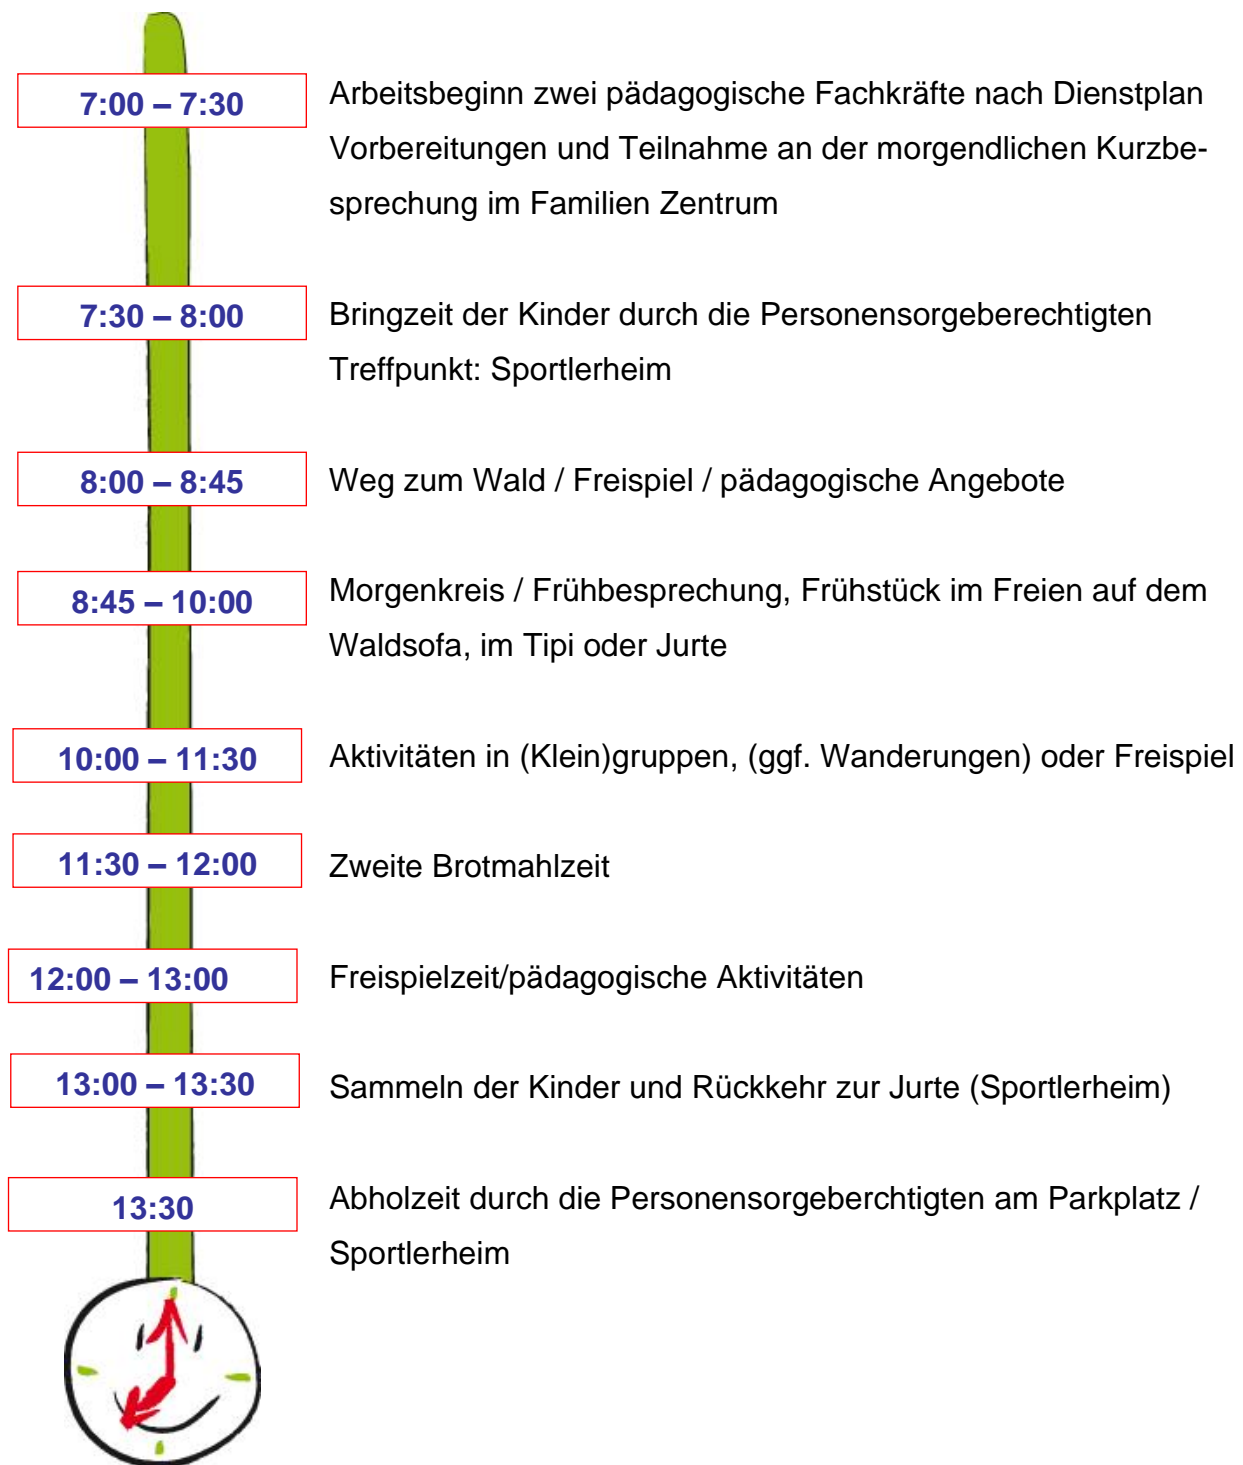 7:00 – 7:30
Arbeitsbeginn zwei pädagogische Fachkräfte nach Dienstplan
Vorbereitungen und Teilnahme an der morgendlichen Kurzbe-
sprechung im Familien Zentrum
7:30 – 8:00
Bringzeit der Kinder durch die Personensorgeberechtigten
Treffpunkt: Sportlerheim
8:00 – 8:45
Weg zum Wald / Freispiel / pädagogische Angebote
8:45 – 10:00
Morgenkreis / Frühbesprechung, Frühstück im Freien auf dem
Waldsofa, im Tipi oder Jurte
10:00 – 11:30
Aktivitäten in (Klein)gruppen, (ggf. Wanderungen) oder Freispiel
11:30 – 12:00
Zweite Brotmahlzeit
12:00 – 13:00
Freispielzeit/pädagogische Aktivitäten
13:00 – 13:30
Sammeln der Kinder und Rückkehr zur Jurte (Sportlerheim)
13:30
Abholzeit durch die Personensorgeberchtigten am Parkplatz /
Sportlerheim